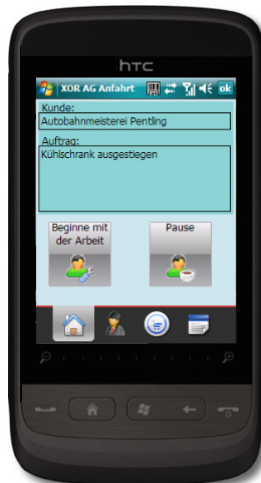 hTC
XOR AG Anfahrt
ok
Kunde:
Autobahnmeisterei Pentling
Auftrag:
Kühlschrank ausgestiegen
Beginne mit
der Arbeit
Pause